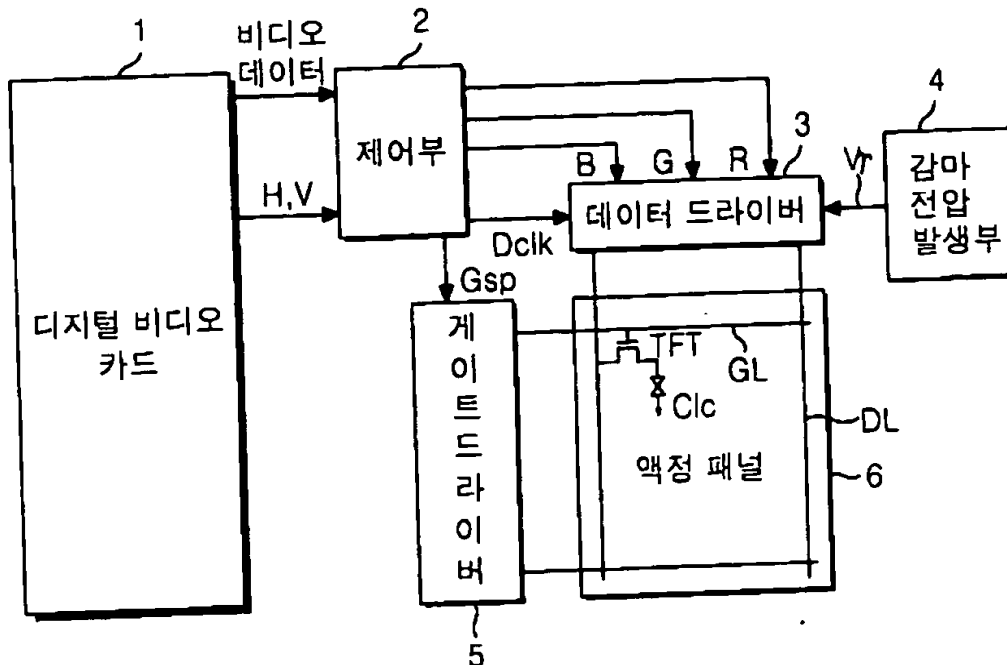 1
비디오
데이터
2
제어부
H,V
디지털 비디오
카드
B
G
R
3
데이터 드라이버
Dclk
Vr
4
감마
전압
발생부
Gsp
게
이
트
드
라
이
버
5
TFT
GL
Clc
DL
액정 패널
6